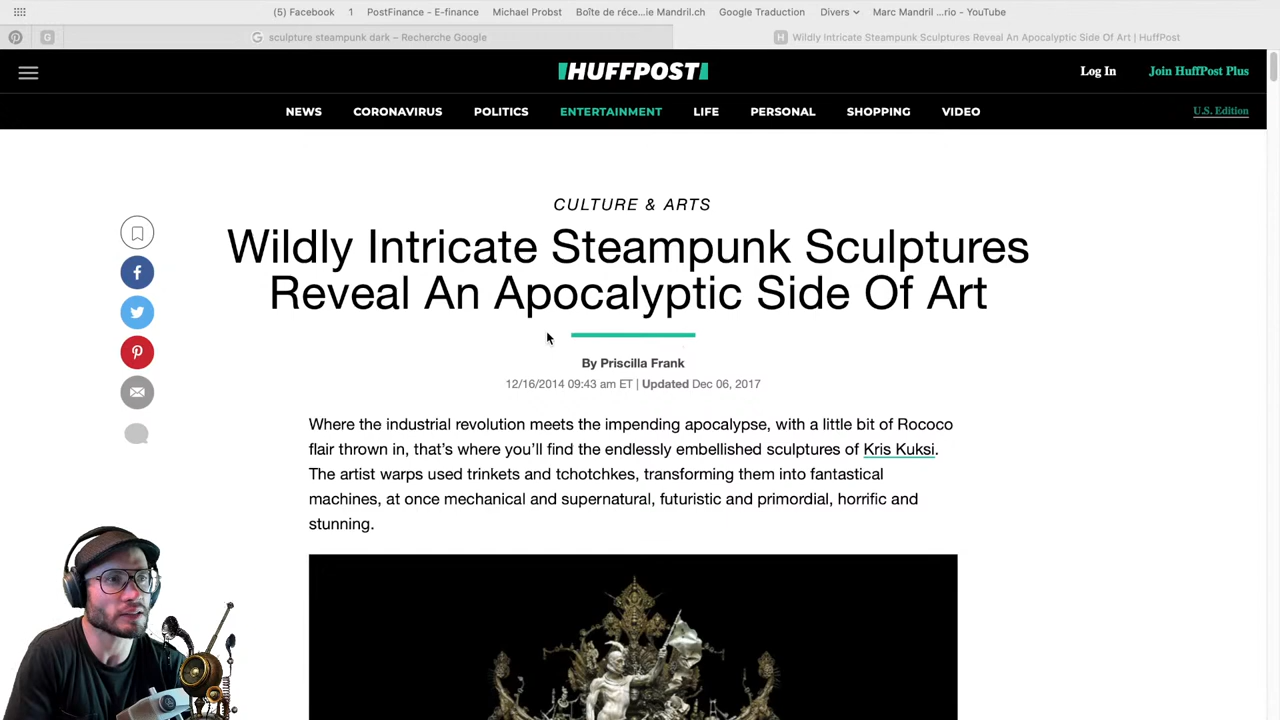 (5) Facebook 1 PostFinance - E-finance Michael Probst Boîte de réce...ie Mandril.ch Google Traduction Divers Marc Mandril ...rio - YouTube
G sculpture steampunk dark – Recherche Google H Wildly Intricate Steampunk Sculptures Reveal An Apocalyptic Side Of Art | HuffPost
HUFFPOST Log In Join HuffPost Plus
NEWS CORONAVIRUS POLITICS ENTERTAINMENT LIFE PERSONAL SHOPPING VIDEO U.S. Edition
CULTURE & ARTS
Wildly Intricate Steampunk Sculptures
Reveal An Apocalyptic Side Of Art
By Priscilla Frank
12/16/2014 09:43 am ET | Updated Dec 06, 2017
Where the industrial revolution meets the impending apocalypse, with a little bit of Rococo
flair thrown in, that's where you'll find the endlessly embellished sculptures of Kris Kuksi.
The artist warps used trinkets and tchotchkes, transforming them into fantastical
machines, at once mechanical and supernatural, futuristic and primordial, horrific and
stunning.